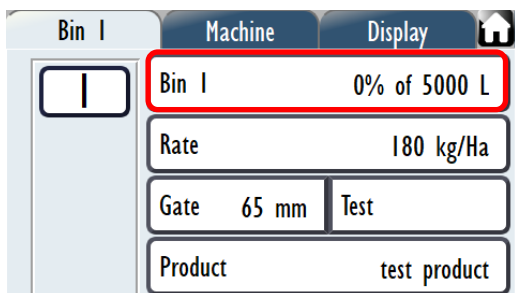 Bin 1 Machine Display
1
Bin 1 0% of 5000 L
Rate 180 kg/Ha
Gate 65 mm Test
Product test product